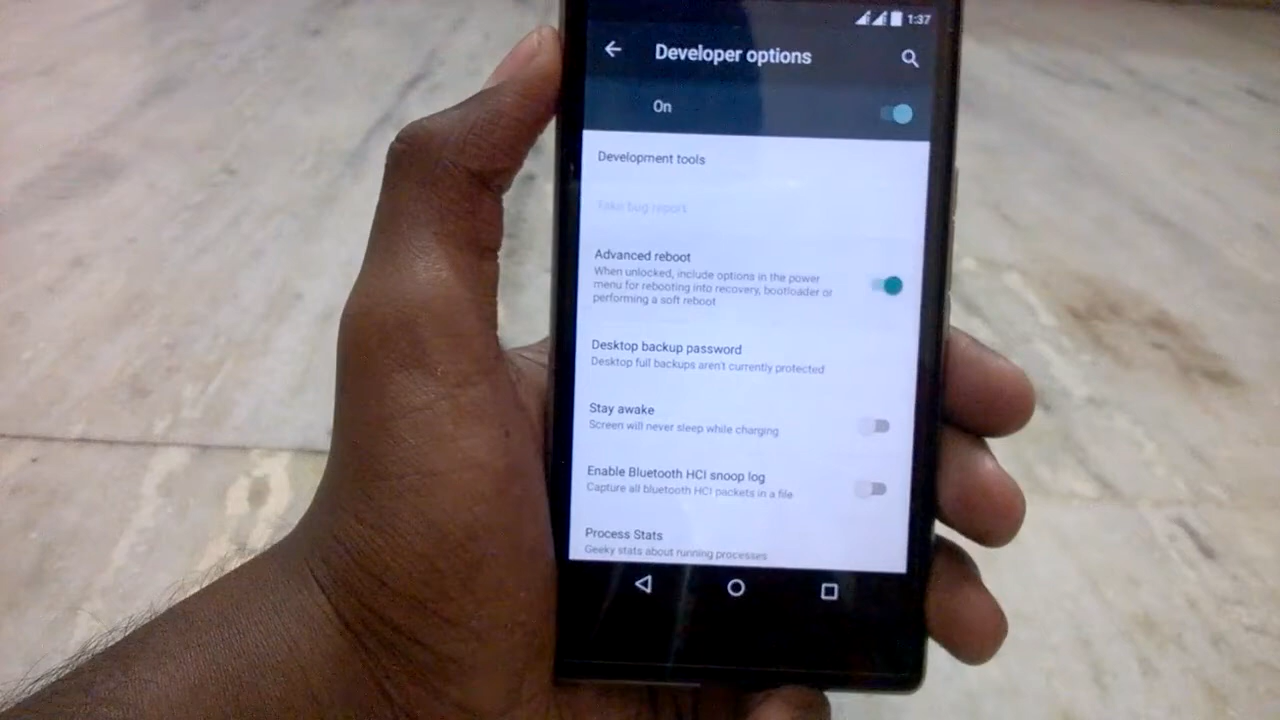 1:37
Developer options
On
Development tools
Take bug report
Advanced reboot
When unlocked, include options in the power
menu for rebooting into recovery, bootloader or
performing a soft reboot
Desktop backup password
Desktop full backups aren't currently protected
Stay awake
Screen will never sleep while charging
Enable Bluetooth HCI snoop log
Capture all bluetooth HCI packets in a file
Process Stats
Geeky stats about running processes